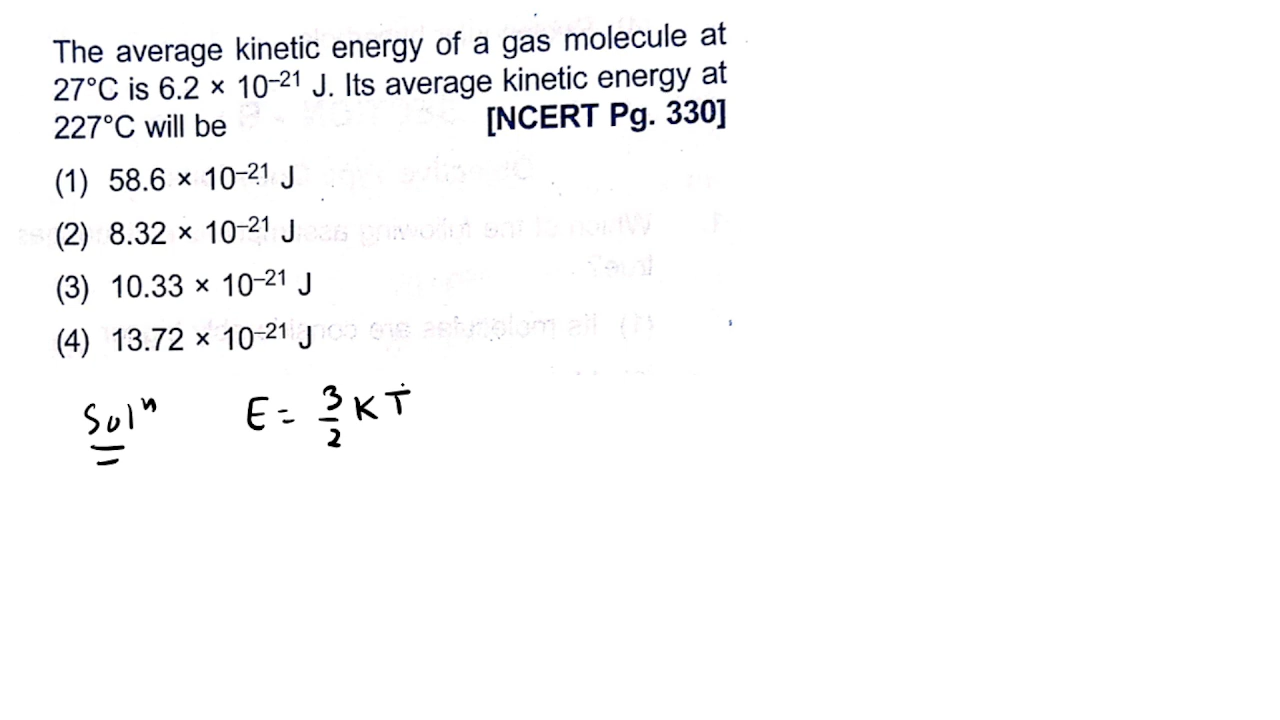 The average kinetic energy of a gas molecule at
27°C is 6.2 × 10⁻²¹ J. Its average kinetic energy at
227°C will be [NCERT Pg. 330]
(1) 58.6 × 10⁻²¹ J
(2) 8.32 × 10⁻²¹ J
(3) 10.33 × 10⁻²¹ J
(4) 13.72 × 10⁻²¹ J
Solⁿ E = 3/2 K T